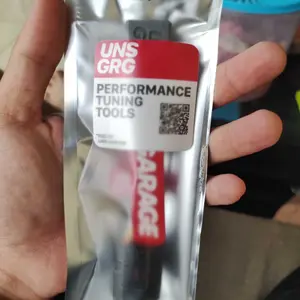 UNS
GRG
PERFORMANCE
TUNING
TOOLS
GARAGE